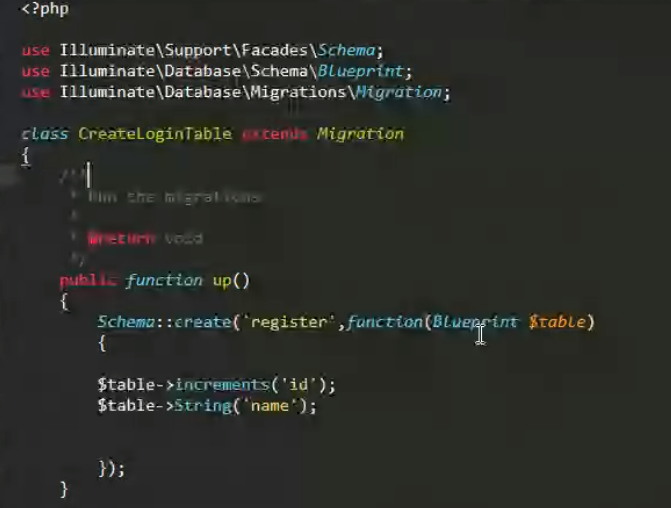 <?php
use Illuminate\Support\Facades\Schema;
use Illuminate\Database\Schema\Blueprint;
use Illuminate\Database\Migrations\Migration;
class CreateLoginTable extends Migration
{
/**
* Run the migrations
*
* @return void
*/
public function up()
{
Schema::create('register',function(Blueprint $table)
{
$table->increments('id');
$table->String('name');
});
}